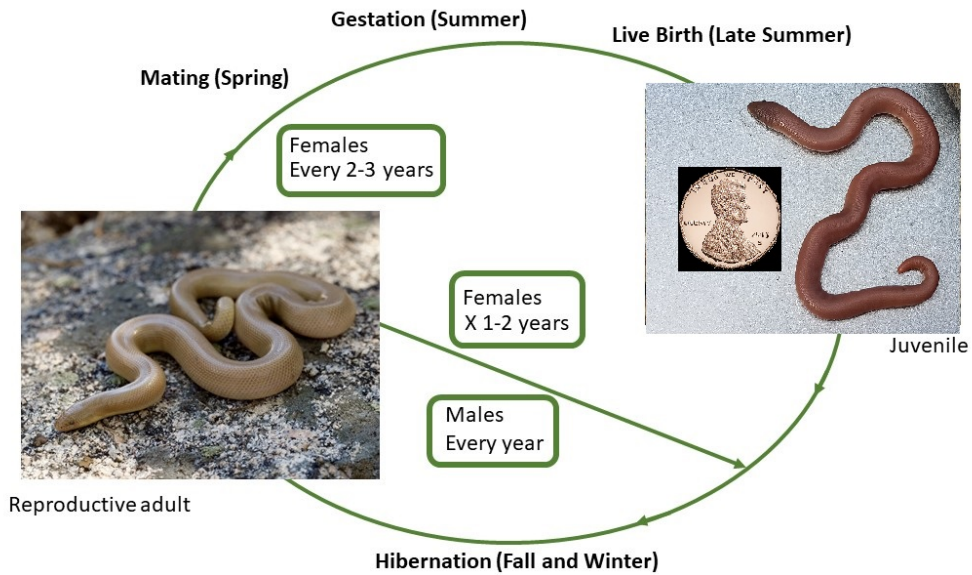 Gestation (Summer)
Live Birth (Late Summer)
Mating (Spring)
Females
Every 2-3 years
Females
X 1-2 years
Juvenile
Males
Every year
Reproductive adult
Hibernation (Fall and Winter)